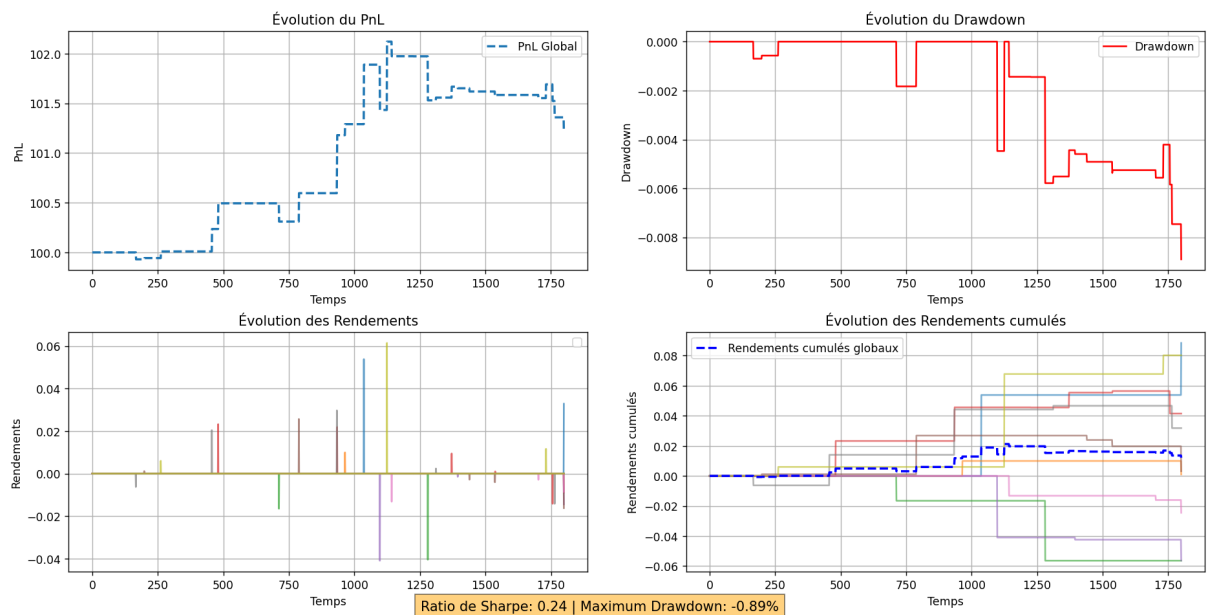 Évolution du PnL
PnL
102.0
101.5
101.0
100.5
100.0
PnL Global
0 250 500 750 1000 1250 1500 1750
Temps
Évolution du Drawdown
Drawdown
0.000
−0.002
−0.004
−0.006
−0.008
Drawdown
0 250 500 750 1000 1250 1500 1750
Temps
Évolution des Rendements
Rendements
0.06
0.04
0.02
0.00
−0.02
−0.04
0 250 500 750 1000 1250 1500 1750
Temps
Évolution des Rendements cumulés
Rendements cumulés
0.08
0.06
0.04
0.02
0.00
−0.02
−0.04
−0.06
Rendements cumulés globaux
0 250 500 750 1000 1250 1500 1750
Temps
Ratio de Sharpe: 0.24 | Maximum Drawdown: -0.89%